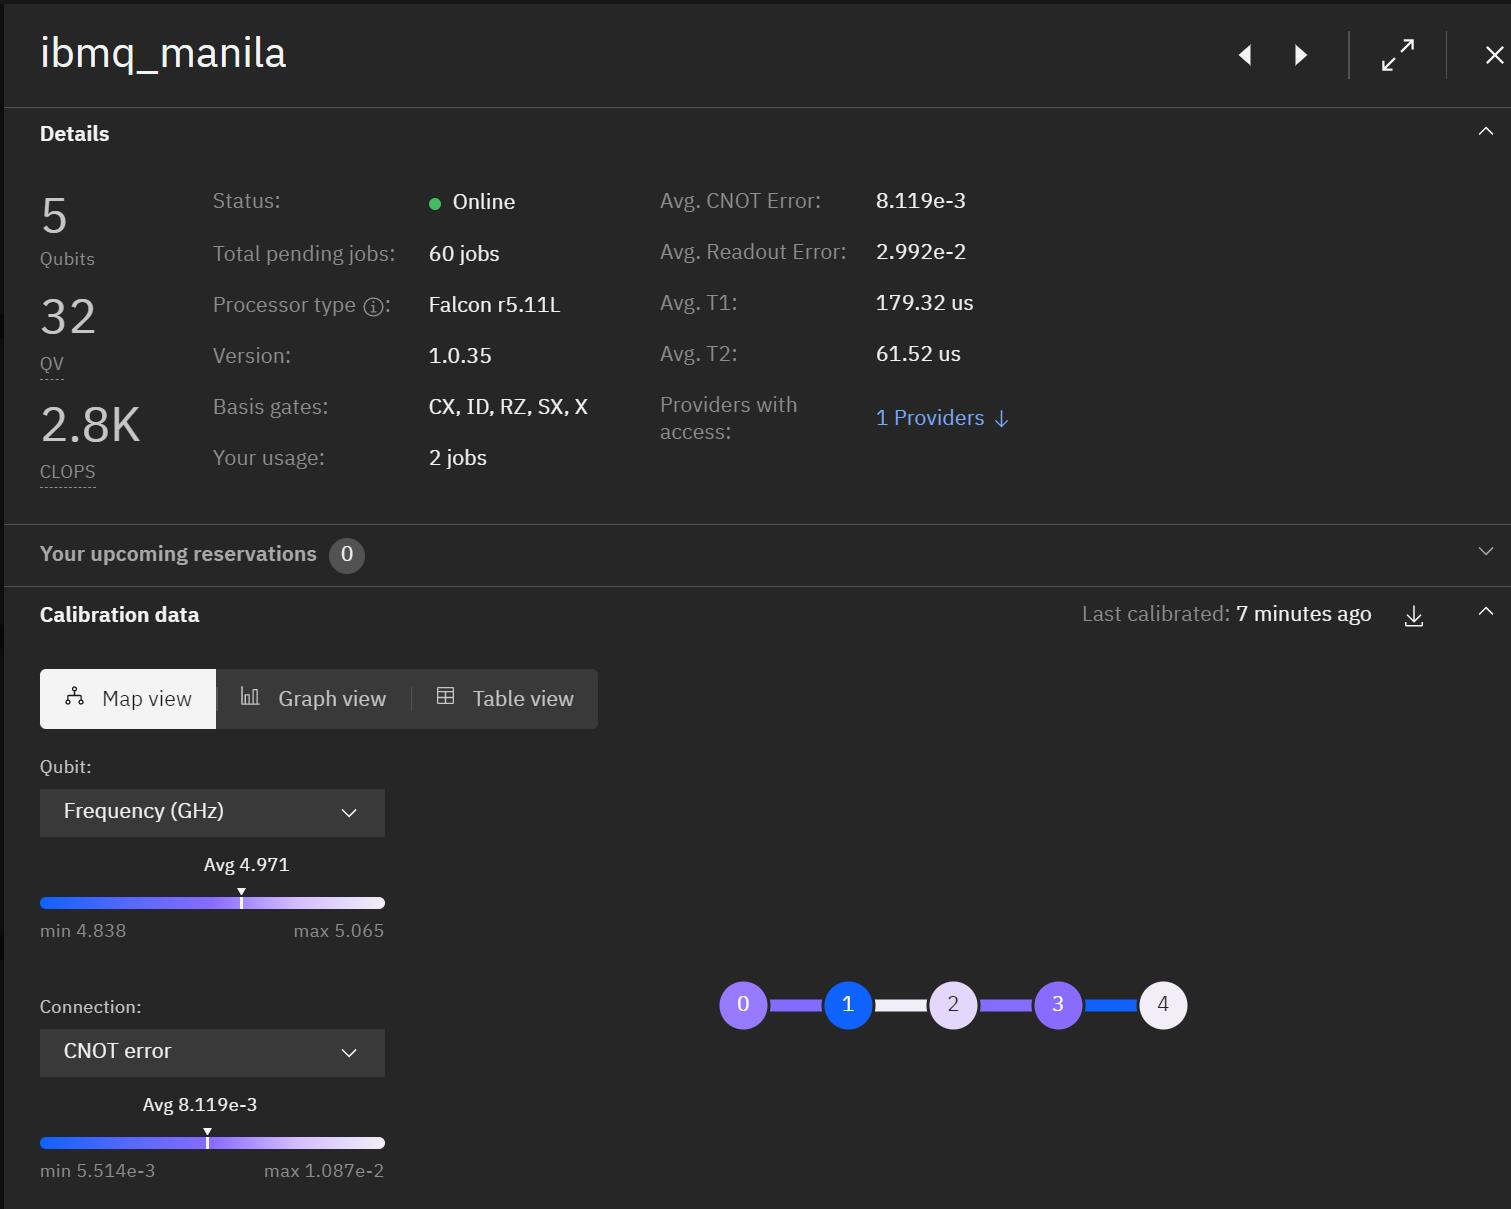 ibmq_manila
Details
5
Qubits
32
QV
2.8K
CLOPS
Status: Online
Total pending jobs: 60 jobs
Processor type : Falcon r5.11L
Version: 1.0.35
Basis gates: CX, ID, RZ, SX, X
Your usage: 2 jobs
Avg. CNOT Error: 8.119e-3
Avg. Readout Error: 2.992e-2
Avg. T1: 179.32 us
Avg. T2: 61.52 us
Providers with
access:
1 Providers ↓
Your upcoming reservations 0
Calibration data
Last calibrated: 7 minutes ago
Map view
Graph view
Table view
Qubit:
Frequency (GHz)
Avg 4.971
min 4.838 max 5.065
Connection:
CNOT error
Avg 8.119e-3
min 5.514e-3 max 1.087e-2
0 1 2 3 4